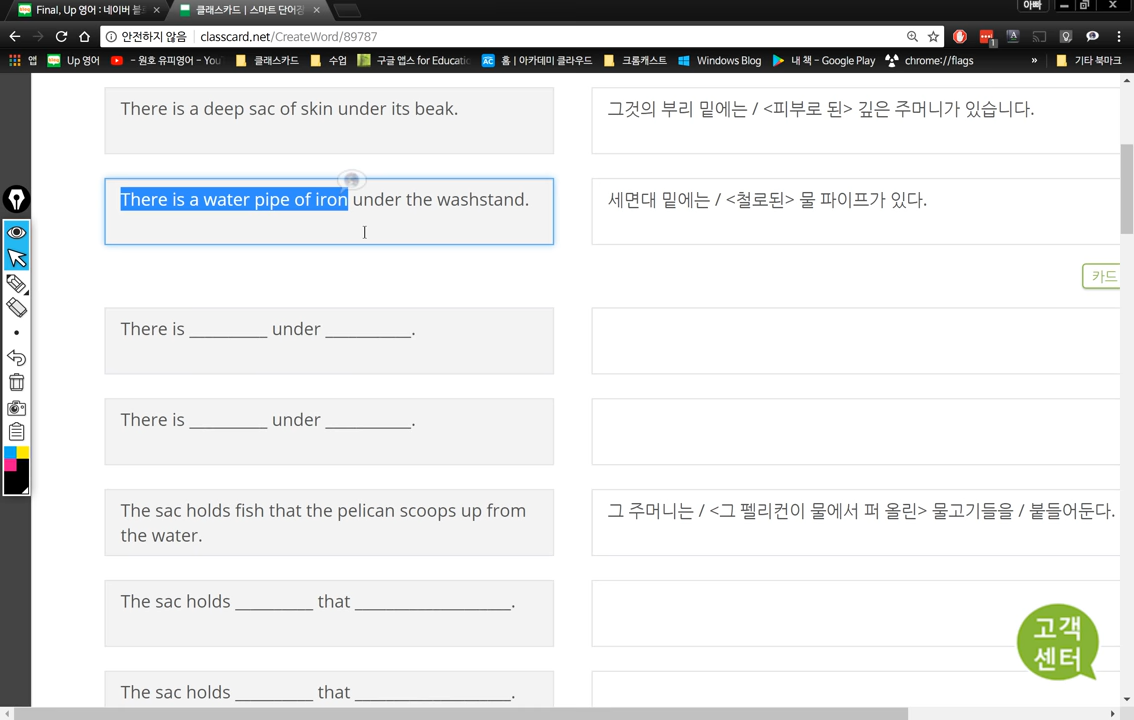 Final, Up 영어 : 네이버 블
클래스카드 | 스마트 단어장
아빠
안전하지 않음 classcard.net/CreateWord/89787
앱
Up 영어
- 원호 유피영어 - You
클래스카드
수업
구글 앱스 for Educatio
홈 | 아카데미 클라우드
크롬캐스트
Windows Blog
내 책 - Google Play
chrome://flags
»
기타 북마크
There is a deep sac of skin under its beak.
그것의 부리 밑에는 / <피부로 된> 깊은 주머니가 있습니다.
There is a water pipe of iron under the washstand.
세면대 밑에는 / <철로된> 물 파이프가 있다.
카드
There is _________ under __________.
There is _________ under __________.
The sac holds fish that the pelican scoops up from
the water.
그 주머니는 / <그 펠리컨이 물에서 퍼 올린> 물고기들을 / 붙들어둔다.
The sac holds _________ that __________________.
고객
센터
The sac holds _________ that __________________.